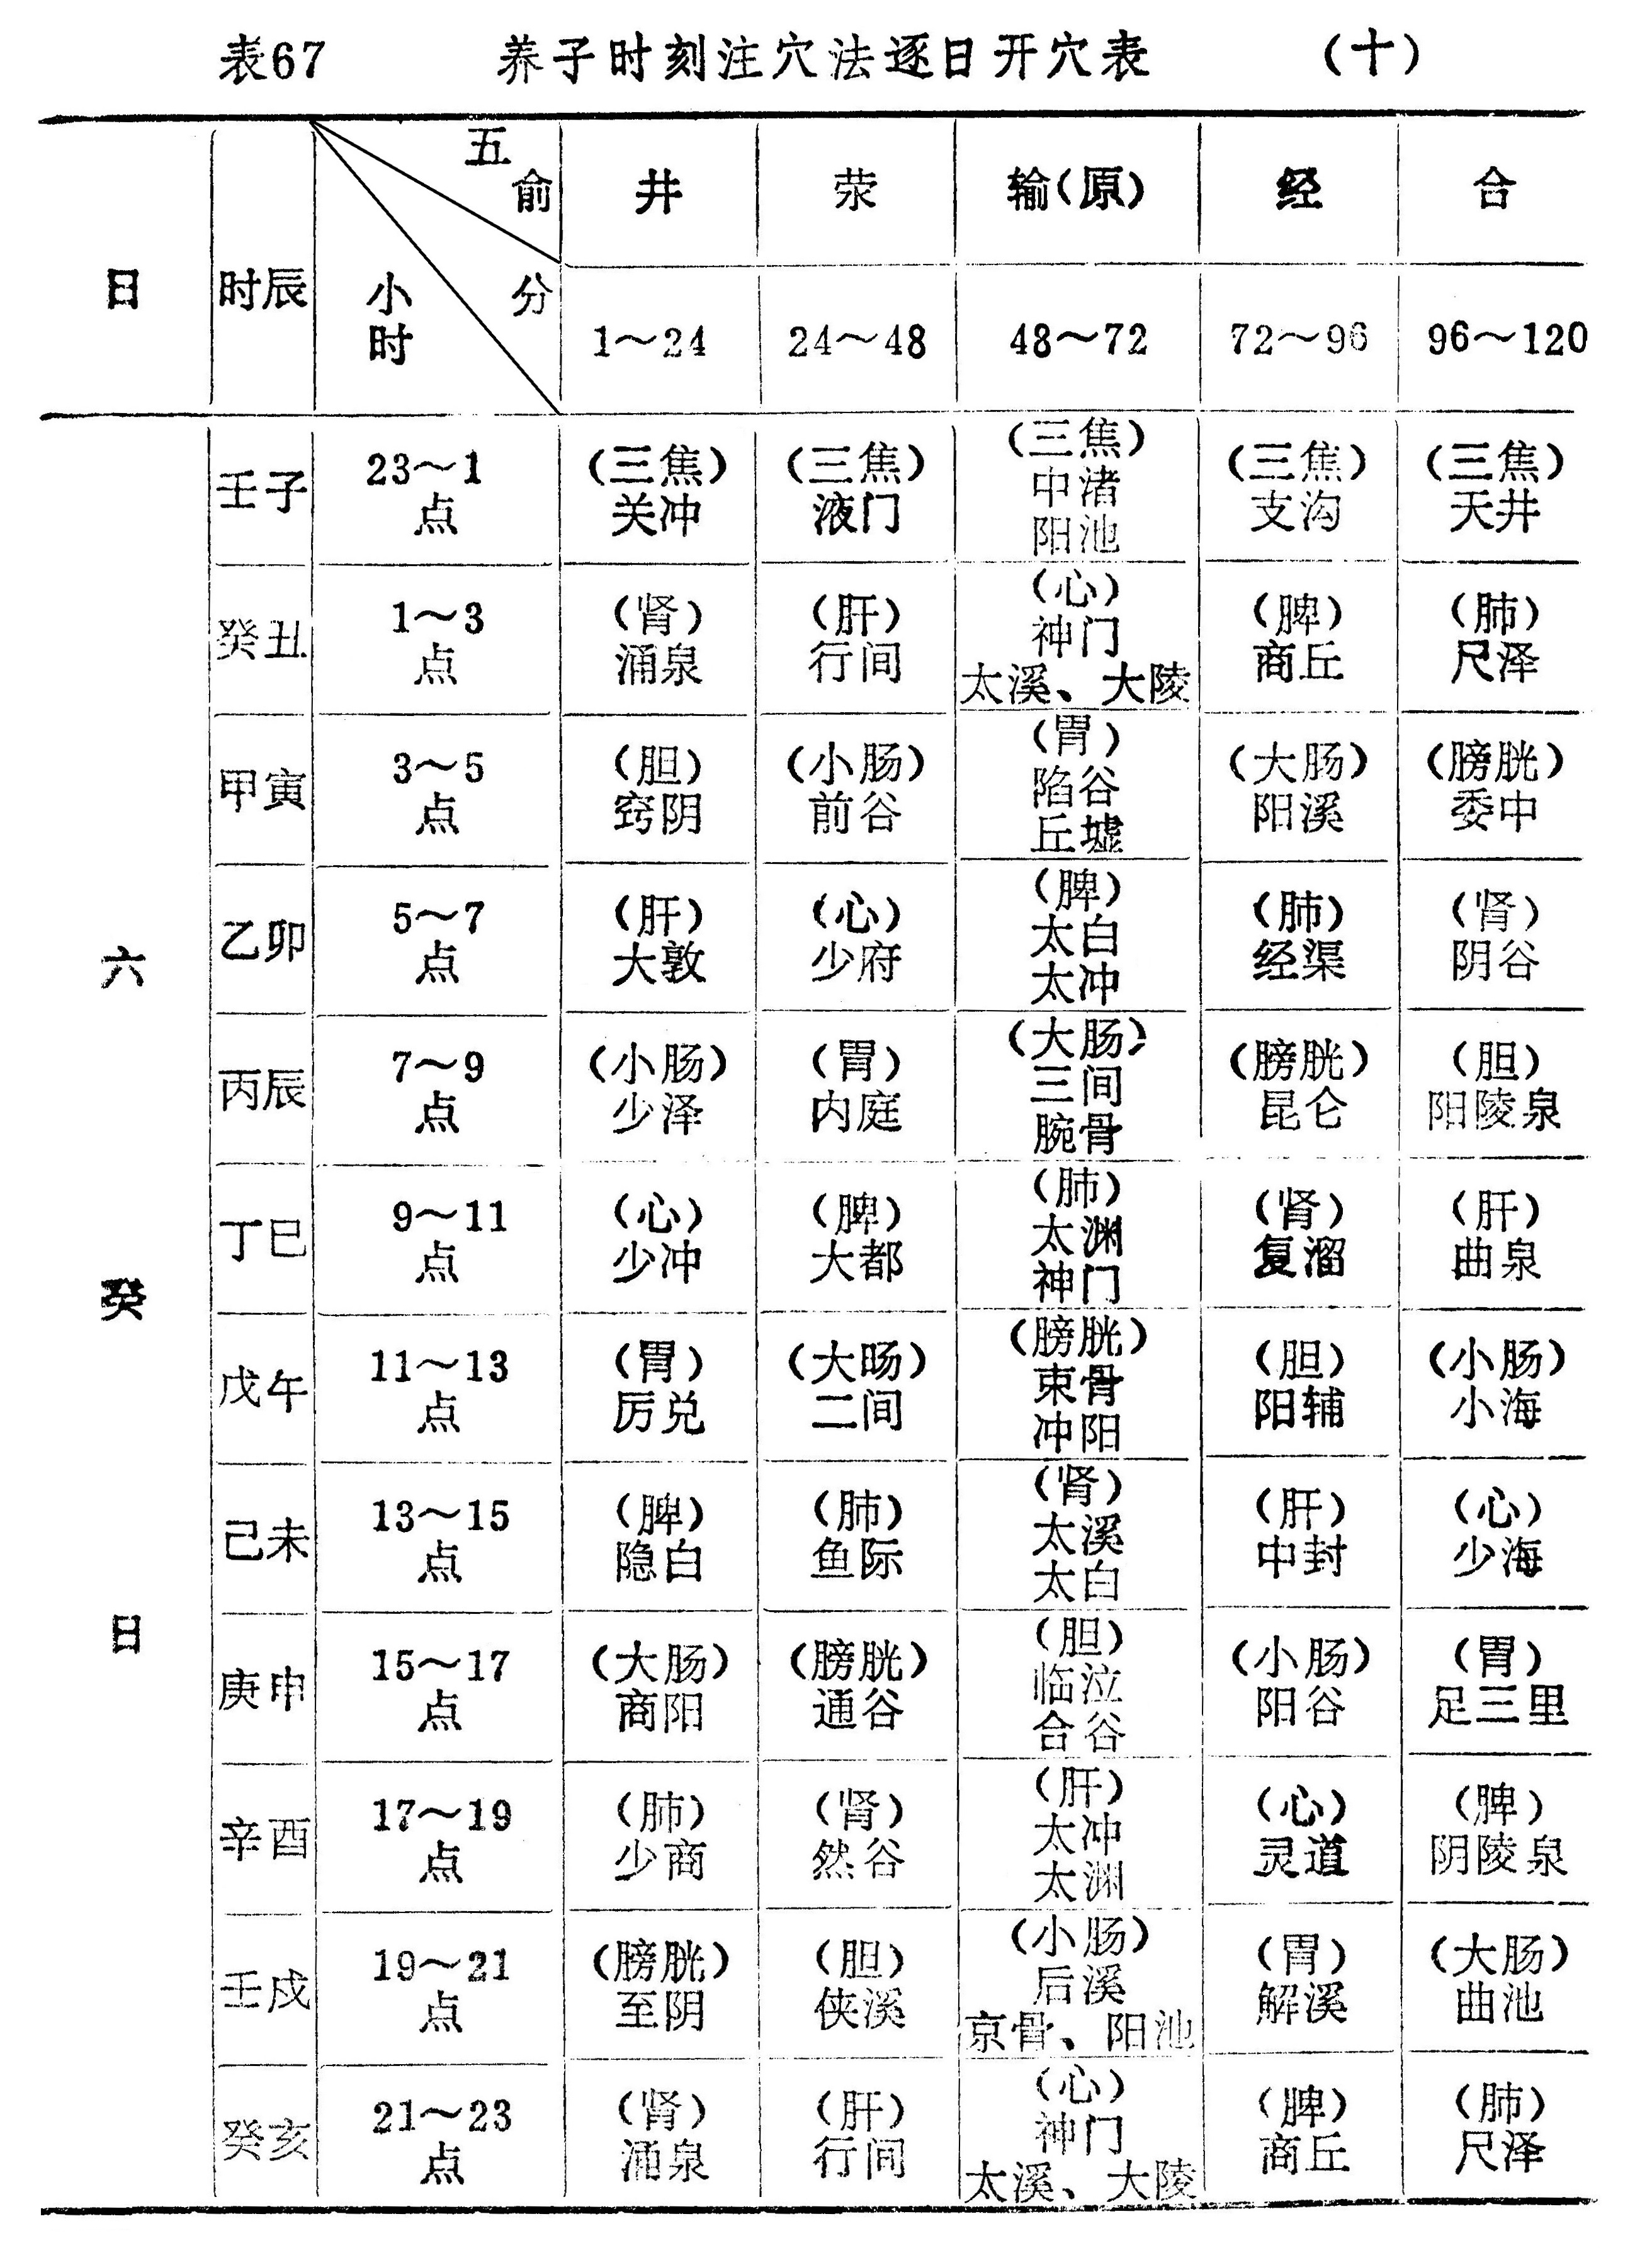 表67 养子时刻注穴法逐日开穴表 (十)
日 时辰 小时 五俞 分 井 荥 输(原) 经 合
1～24 24～48 48～72 72～96 96～120
六癸日
壬子 23～1点 (三焦)关冲 (三焦)液门 (三焦)中渚 阳池 (三焦)支沟 (三焦)天井
癸丑 1～3点 (肾)涌泉 (肝)行间 (心)神门 太溪、大陵 (脾)商丘 (肺)尺泽
甲寅 3～5点 (胆)窍阴 (小肠)前谷 (胃)陷谷 丘墟 (大肠)阳溪 (膀胱)委中
乙卯 5～7点 (肝)大敦 (心)少府 (脾)太白 太冲 (肺)经渠 (肾)阴谷
丙辰 7～9点 (小肠)少泽 (胃)内庭 (大肠)三间 腕骨 (膀胱)昆仑 (胆)阳陵泉
丁巳 9～11点 (心)少冲 (脾)大都 (肺)太渊 神门 (肾)复溜 (肝)曲泉
戊午 11～13点 (胃)厉兑 (大肠)二间 (膀胱)束骨 冲阳 (胆)阳辅 (小肠)小海
己未 13～15点 (脾)隐白 (肺)鱼际 (肾)太溪 太白 (肝)中封 (心)少海
庚申 15～17点 (大肠)商阳 (膀胱)通谷 (胆)临泣 合谷 (小肠)阳谷 (胃)足三里
辛酉 17～19点 (肺)少商 (肾)然谷 (肝)太冲 太渊 (心)灵道 (脾)阴陵泉
壬戌 19～21点 (膀胱)至阴 (胆)侠溪 (小肠)后溪 京骨、阳池 (胃)解溪 (大肠)曲池
癸亥 21～23点 (肾)涌泉 (肝)行间 (心)神门 太溪、大陵 (脾)商丘 (肺)尺泽